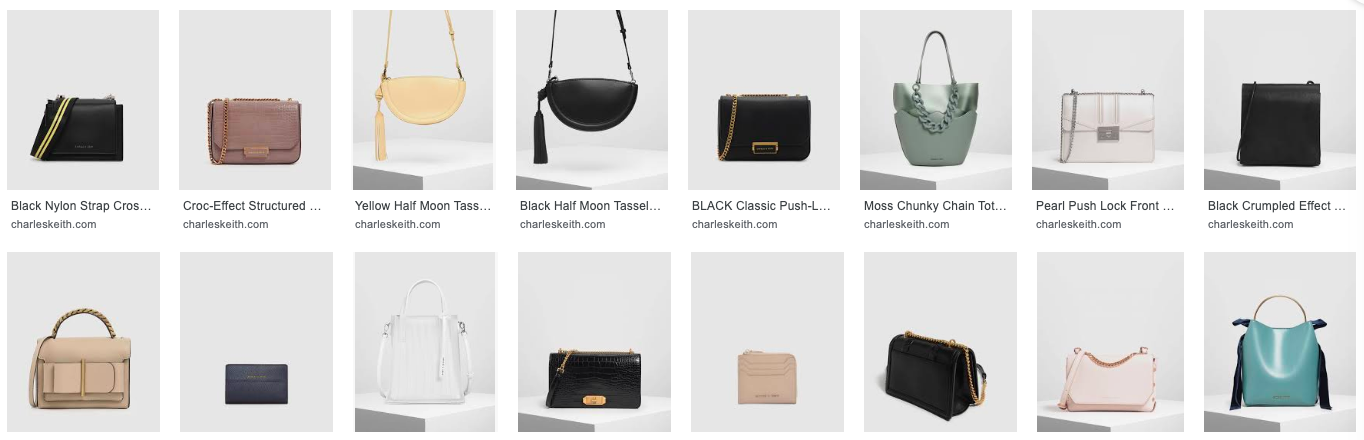 Black Nylon Strap Cros...
charleskeith.com
Croc-Effect Structured ...
charleskeith.com
Yellow Half Moon Tass...
charleskeith.com
Black Half Moon Tassel...
charleskeith.com
BLACK Classic Push-L...
charleskeith.com
Moss Chunky Chain Tot...
charleskeith.com
Pearl Push Lock Front ...
charleskeith.com
Black Crumpled Effect ...
charleskeith.com